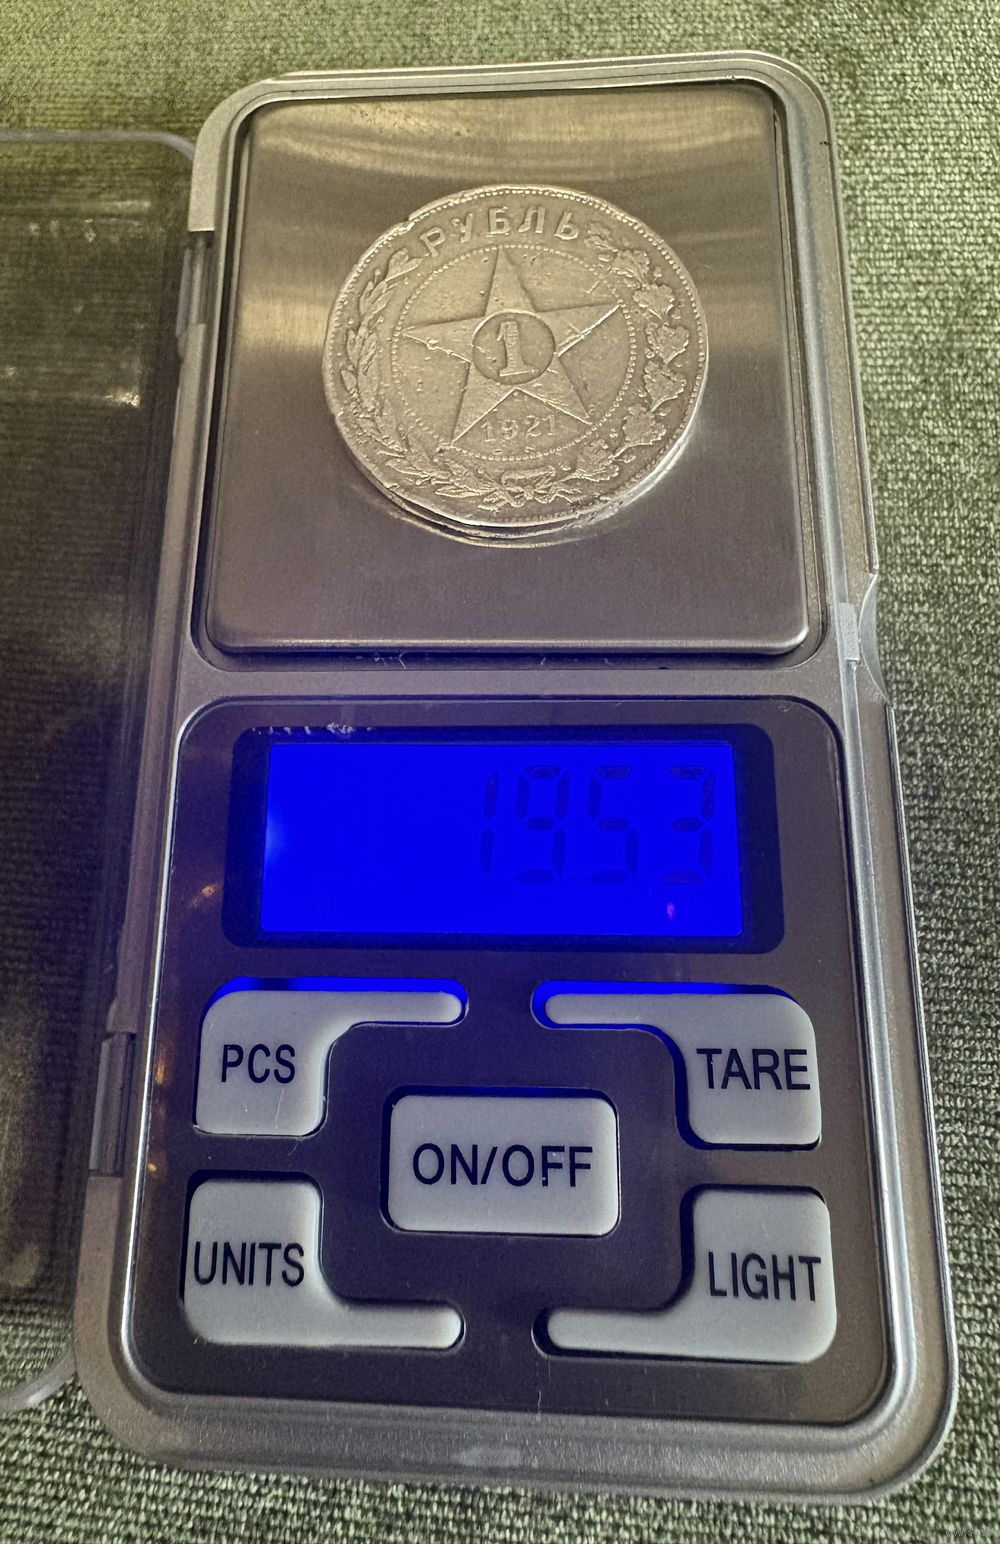 РУБЛЬ
1
1921
19.53
g
PCS
TARE
ON/OFF
UNITS
LIGHT